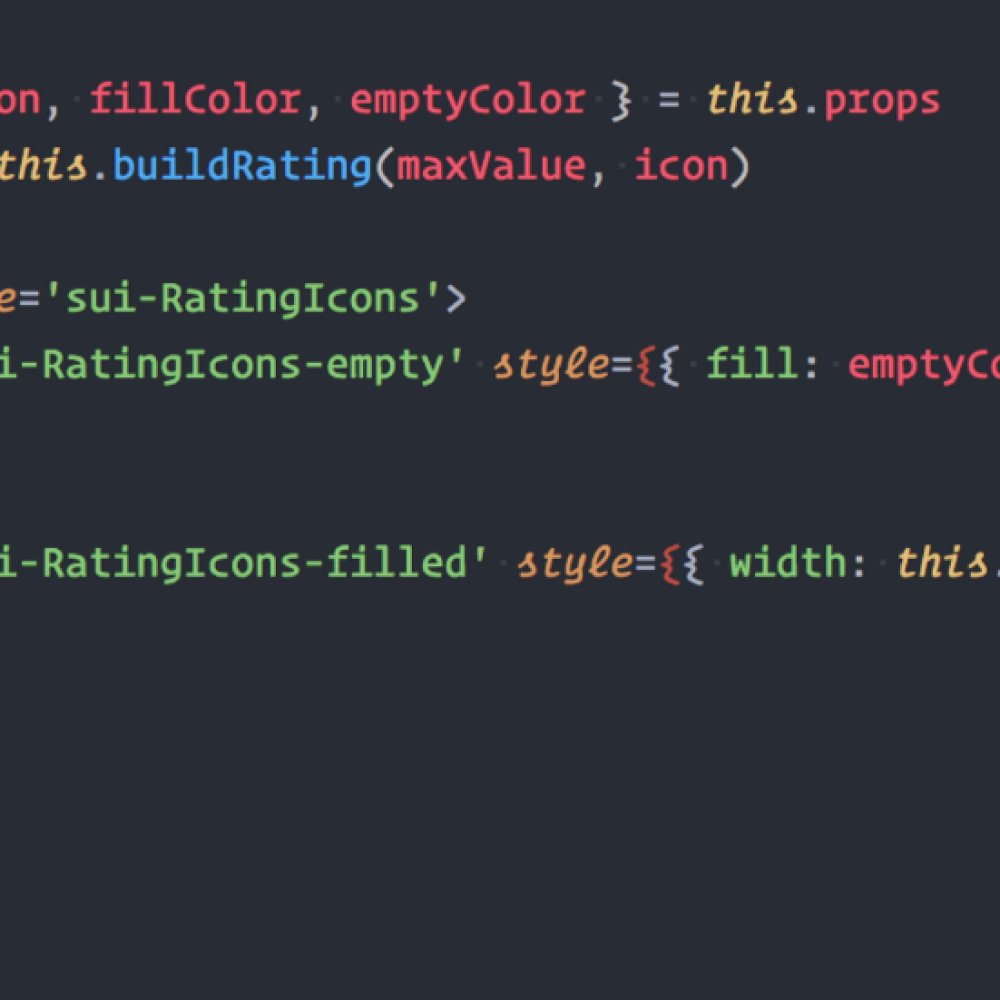 on, fillColor, emptyColor } = this.props
this.buildRating(maxValue, icon)
e='sui-RatingIcons'>
i-RatingIcons-empty' style={{ fill: emptyCo
i-RatingIcons-filled' style={{ width: this.